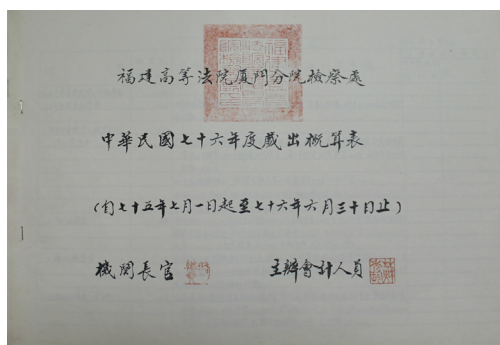 福建高等法院廈門分院檢察處
中華民國七十六年度歲出概算表
(自七十五年七月一日起至七十六年六月三十日止)
機關長官
主辦會計人員